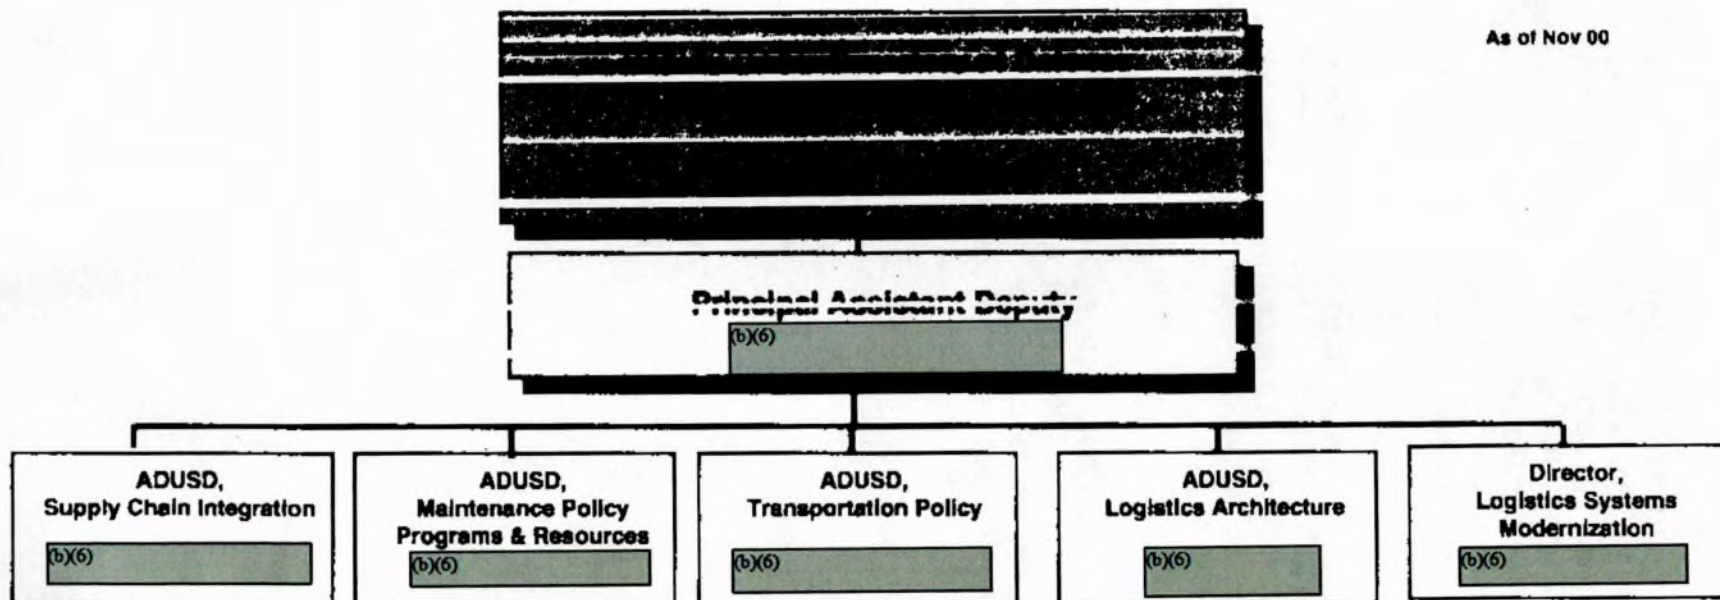 As of Nov 00
Principal Assistant Deputy
(b)(6)
ADUSD,
Supply Chain Integration
(b)(6)
ADUSD,
Maintenance Policy
Programs & Resources
(b)(6)
ADUSD,
Transportation Policy
(b)(6)
ADUSD,
Logistics Architecture
(b)(6)
Director,
Logistics Systems
Modernization
(b)(6)